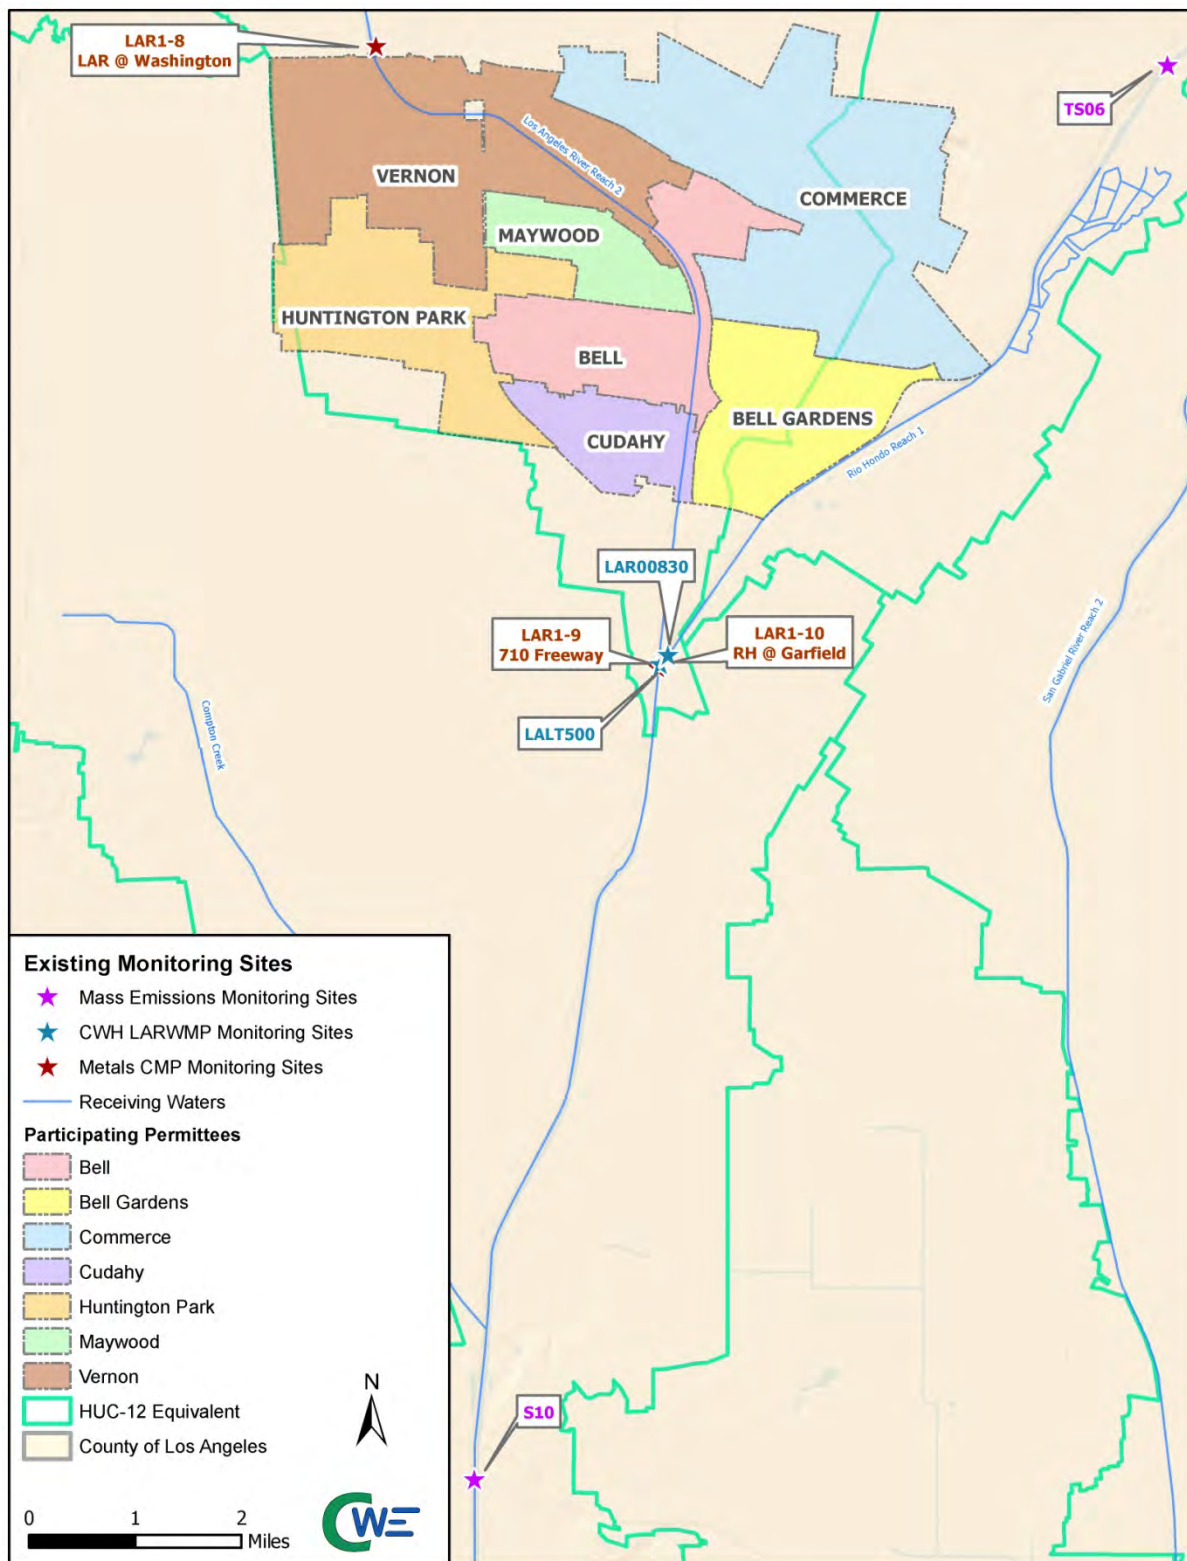 LAR1-8
LAR @ Washington
TS06
Los Angeles River Reach 2
VERNON
COMMERCE
MAYWOOD
HUNTINGTON PARK
BELL
BELL GARDENS
CUDAHY
Rio Hondo Reach 1
LAR00830
LAR1-9
710 Freeway
LAR1-10
RH @ Garfield
LALT500
San Gabriel River Reach 2
Compton Creek
Existing Monitoring Sites
Mass Emissions Monitoring Sites
CWH LARWMP Monitoring Sites
Metals CMP Monitoring Sites
Receiving Waters
Participating Permittees
Bell
Bell Gardens
Commerce
Cudahy
Huntington Park
Maywood
Vernon
HUC-12 Equivalent
County of Los Angeles
N
S10
0 1 2
Miles
CWE